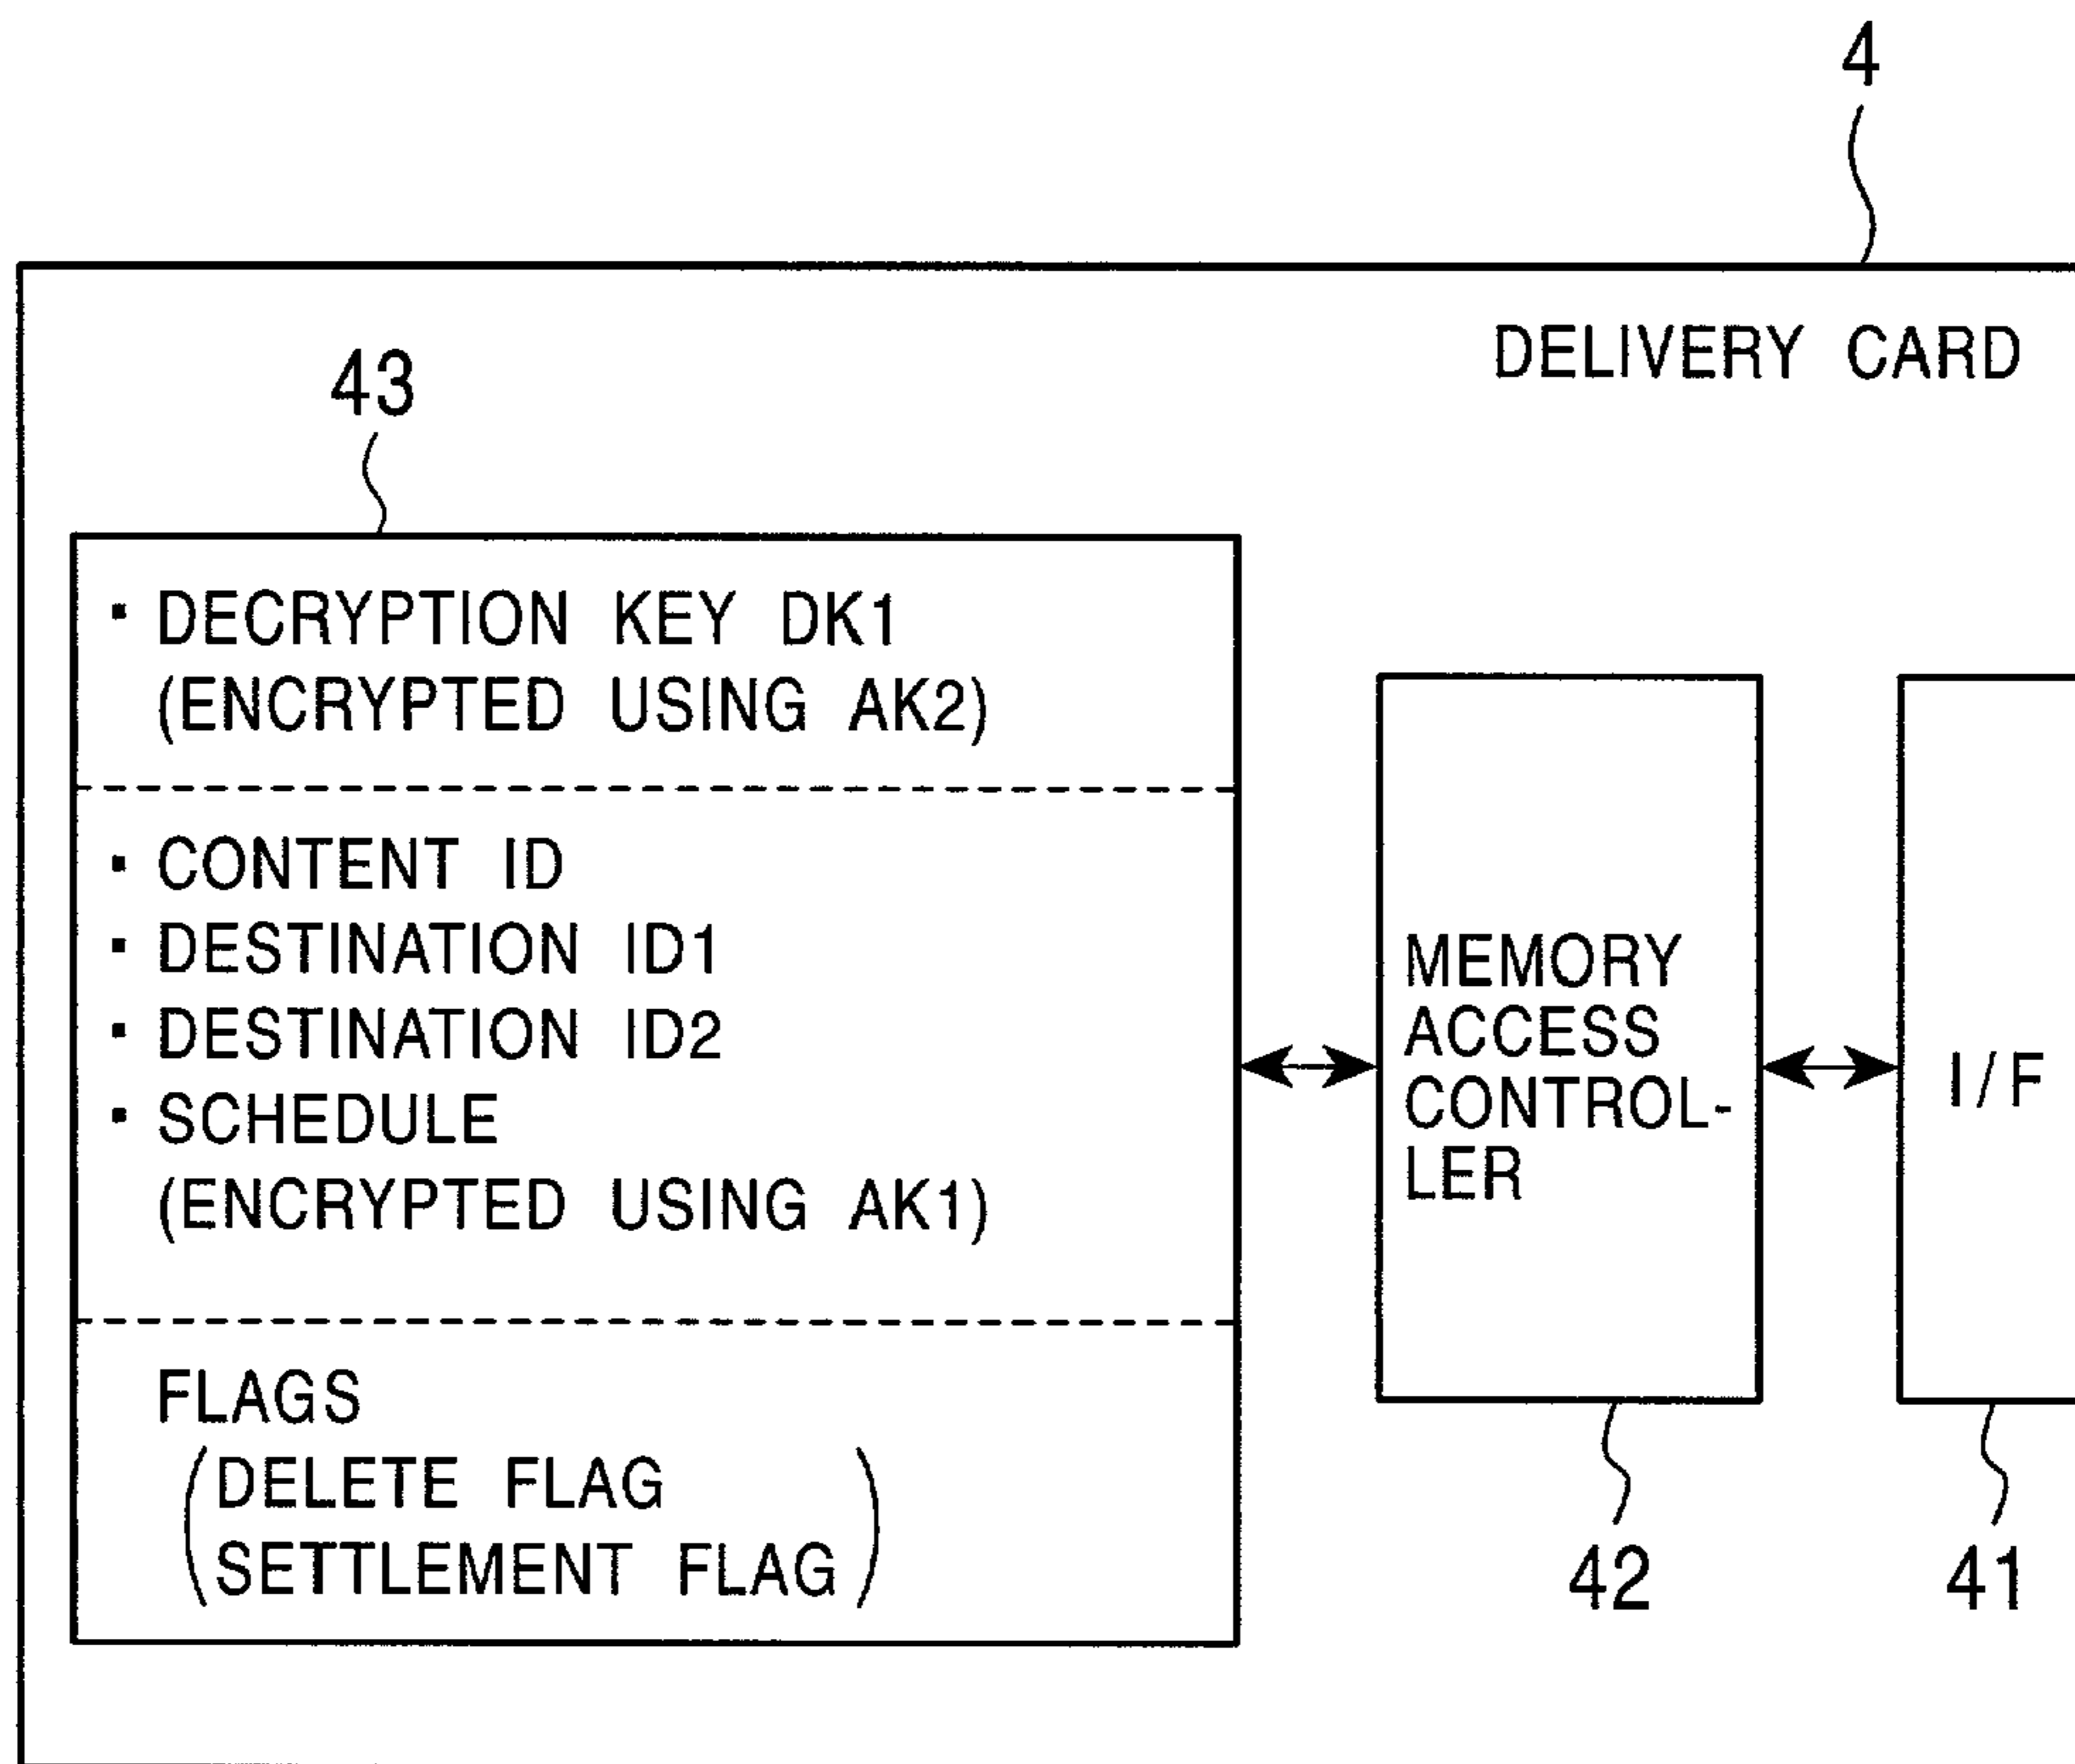 4
DELIVERY CARD
43
▪ DECRYPTION KEY DK1
(ENCRYPTED USING AK2)
▪ CONTENT ID
▪ DESTINATION ID1
▪ DESTINATION ID2
▪ SCHEDULE
(ENCRYPTED USING AK1)
FLAGS
(DELETE FLAG
SETTLEMENT FLAG)
MEMORY
ACCESS
CONTROL-
LER
I/F
42
41